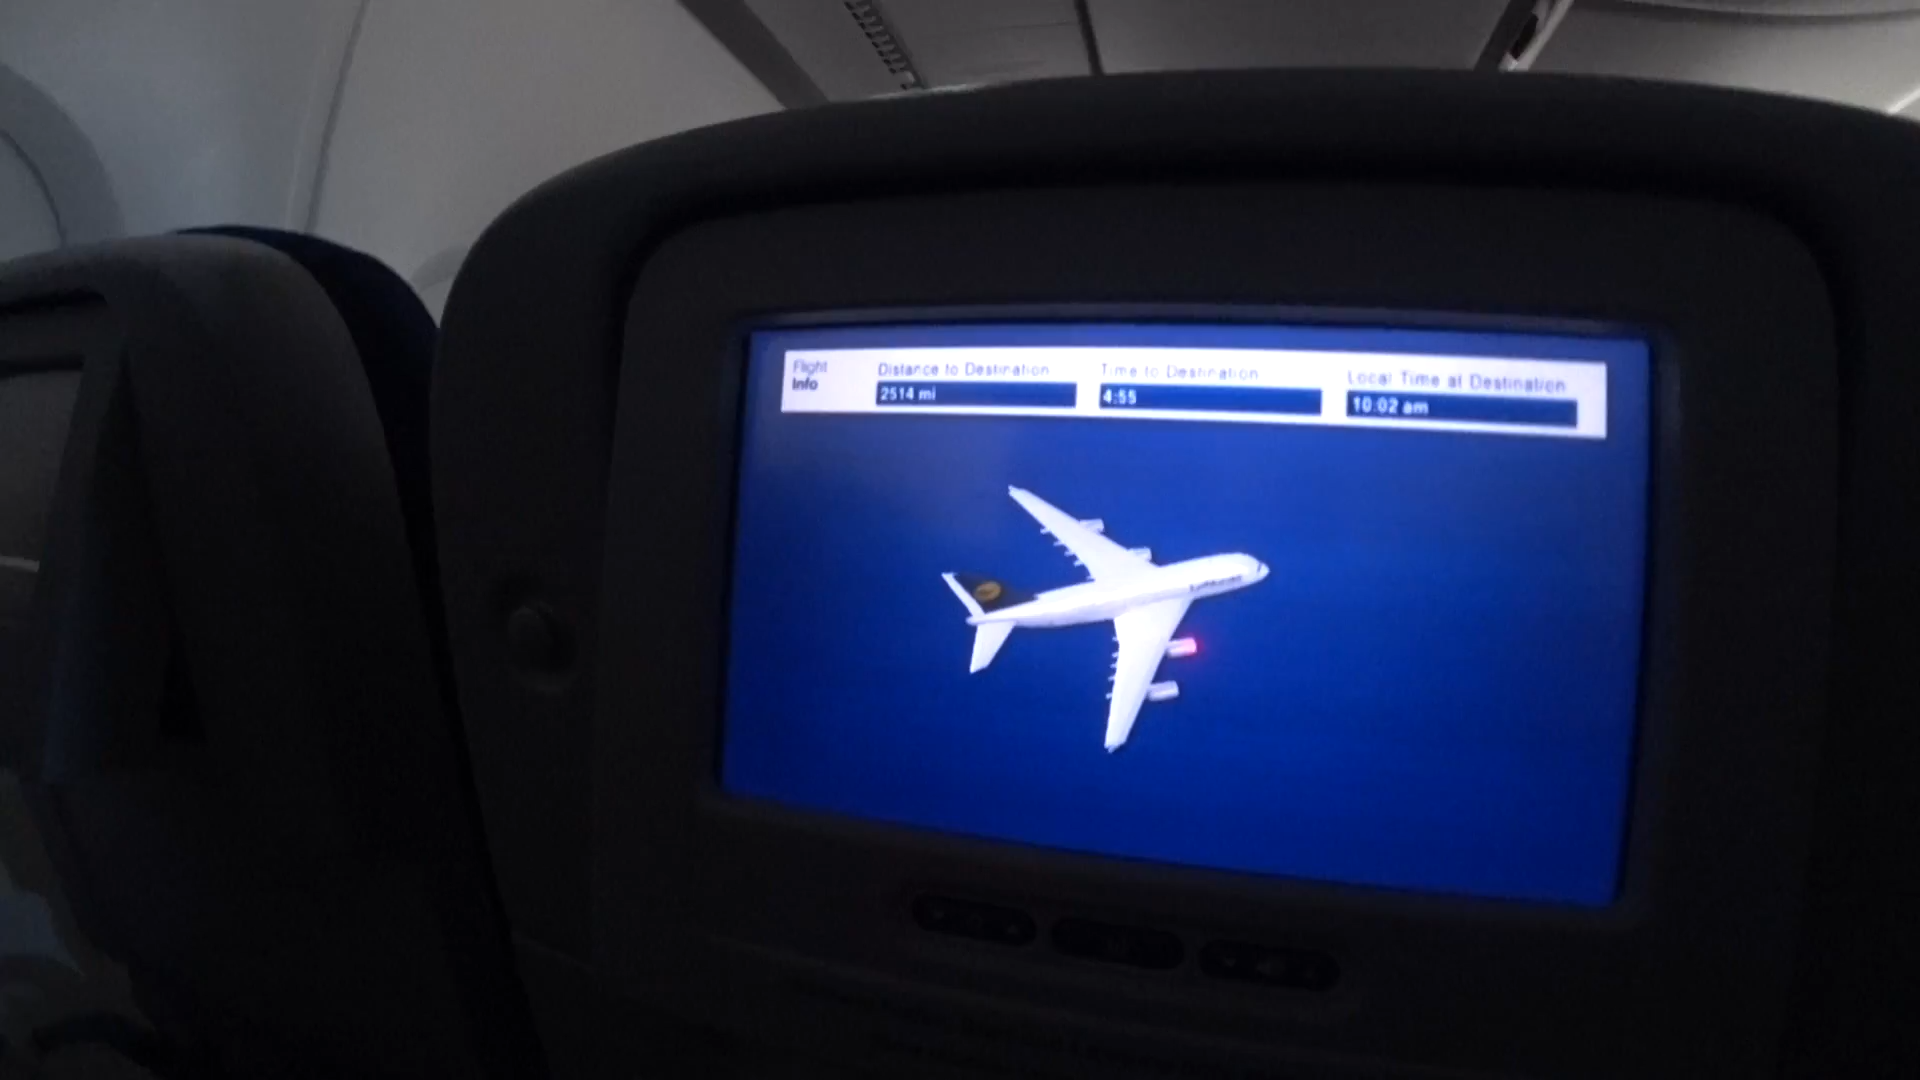 Flight
Info
Distance to Destination
2514 mi
Time to Destination
4:55
Local Time at Destination
10:02 am
Lufthansa